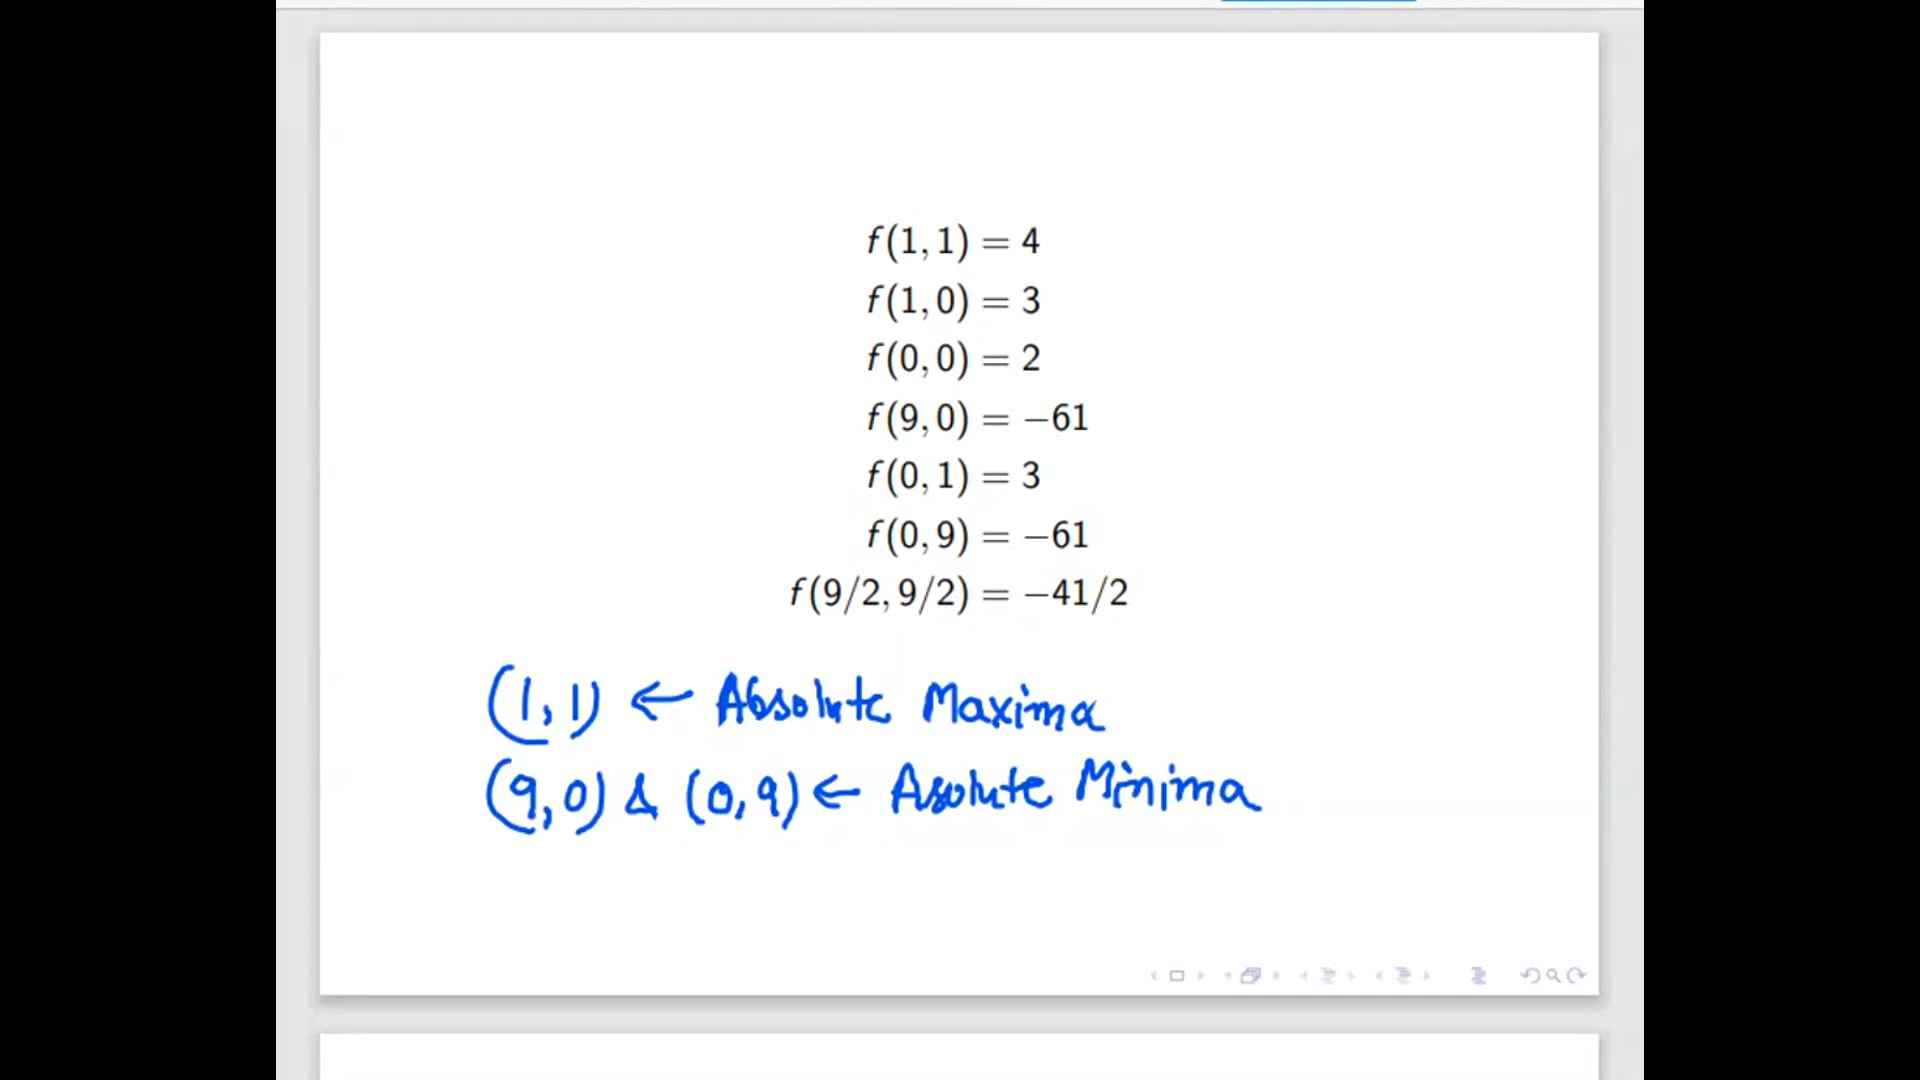 f(1, 1) = 4
f(1, 0) = 3
f(0, 0) = 2
f(9, 0) = −61
f(0, 1) = 3
f(0, 9) = −61
f(9/2, 9/2) = −41/2
(1, 1) ← Absolute Maxima
(9, 0) & (0, 9) ← Asolute Minima